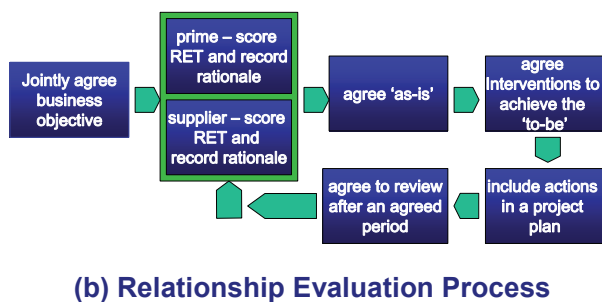 Jointly agree
business
objective
prime – score
RET and record
rationale
supplier – score
RET and
record rationale
agree ‘as-is’
agree
Interventions to
achieve the
‘to-be’
include actions
in a project
plan
agree to review
after an agreed
period
(b) Relationship Evaluation Process